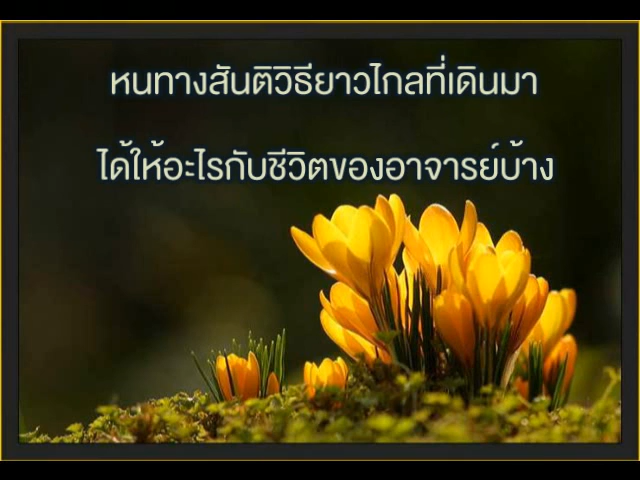 หนทางสันติวิธียาวไกลที่เดินมา
ได้ให้อะไรกับชีวิตของอาจารย์บ้าง